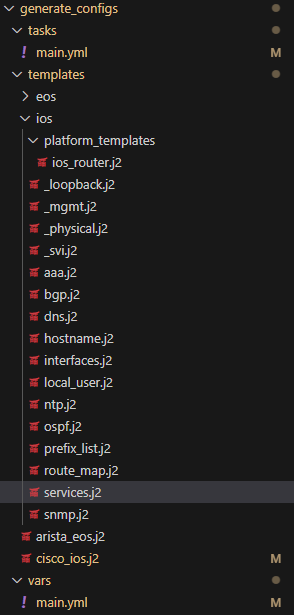 generate_configs
tasks
! main.yml M
templates
eos
ios
platform_templates
ios_router.j2
_loopback.j2
_mgmt.j2
_physical.j2
_svi.j2
aaa.j2
bgp.j2
dns.j2
hostname.j2
interfaces.j2
local_user.j2
ntp.j2
ospf.j2
prefix_list.j2
route_map.j2
services.j2
snmp.j2
arista_eos.j2
cisco_ios.j2 M
vars
! main.yml M